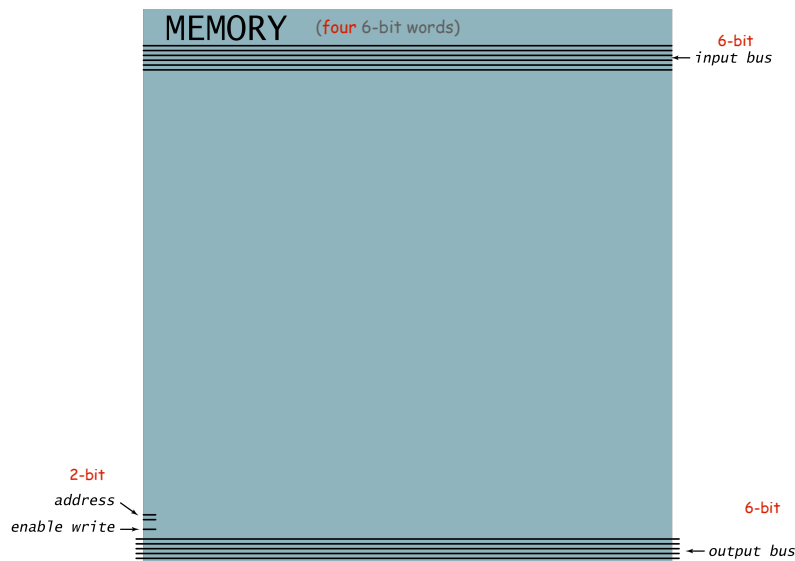 MEMORY (four 6-bit words)
6-bit
input bus
2-bit
address
enable write
6-bit
output bus